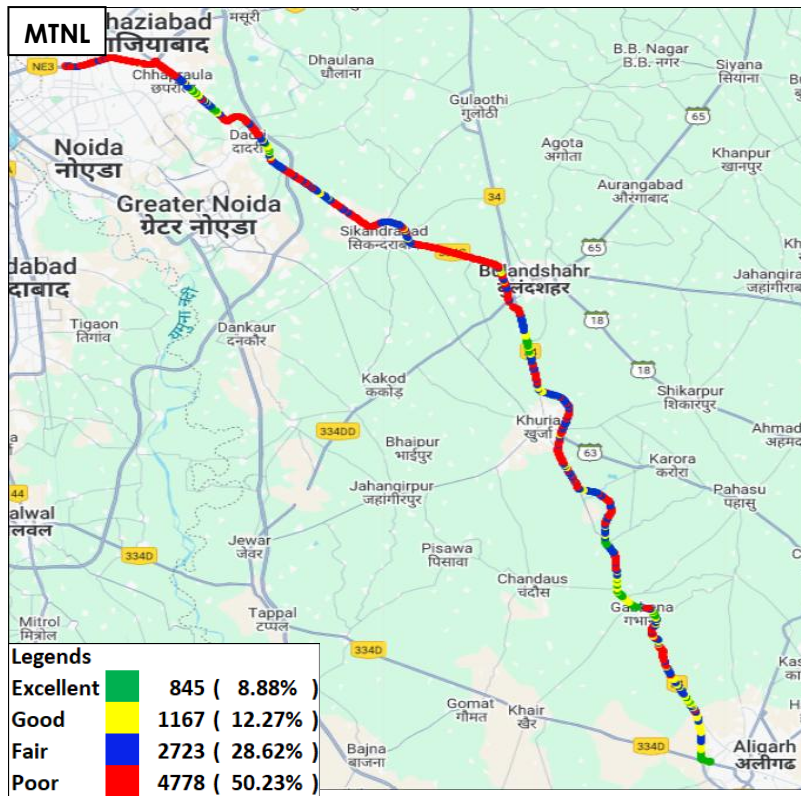 MTNL
haziabad
मसूरी
ाजियाबाद
NE3
Chhapraula
छपरौला
Dhaulana
धौलाना
B.B. Nagar
B.B. नगर
Siyana
सियाना
Gulaothi
गुलोठी
65
Noida
नोएडा
Dadri
दादरी
Agota
अगोता
Khanpur
खानपुर
Aurangabad
औरंगाबाद
34
Greater Noida
ग्रेटर नोएडा
Sikandrabad
सिकन्दराबा
65
Bulandshahr
बुलंदशहर
Jahangira
जहांगीराब
dabad
दाबाद
यमुना नदी
Tigaon
तिगांव
Dankaur
दनकौर
18
18
Kakod
ककोड़
Shikarpur
शिकारपुर
Khurja
खुर्जा
Ahmad
अहमद
334DD
Bhaipur
भाईपुर
63
Karora
करोरा
44
Jahangirpur
जहांगीरपुर
Pahasu
पहासु
alwal
लवल
Jewar
जेवर
334D
Pisawa
पिसावा
Chandaus
चंदौस
Tappal
टप्पल
Gabhana
गभाना
Mitrol
मित्रोल
334D
Legends
Excellent 845 ( 8.88% )
Good 1167 ( 12.27% )
Fair 2723 ( 28.62% )
Poor 4778 ( 50.23% )
Gomat
गौमत
Khair
खैर
Bajna
बाजना
334D
Aligarh
अलीगढ